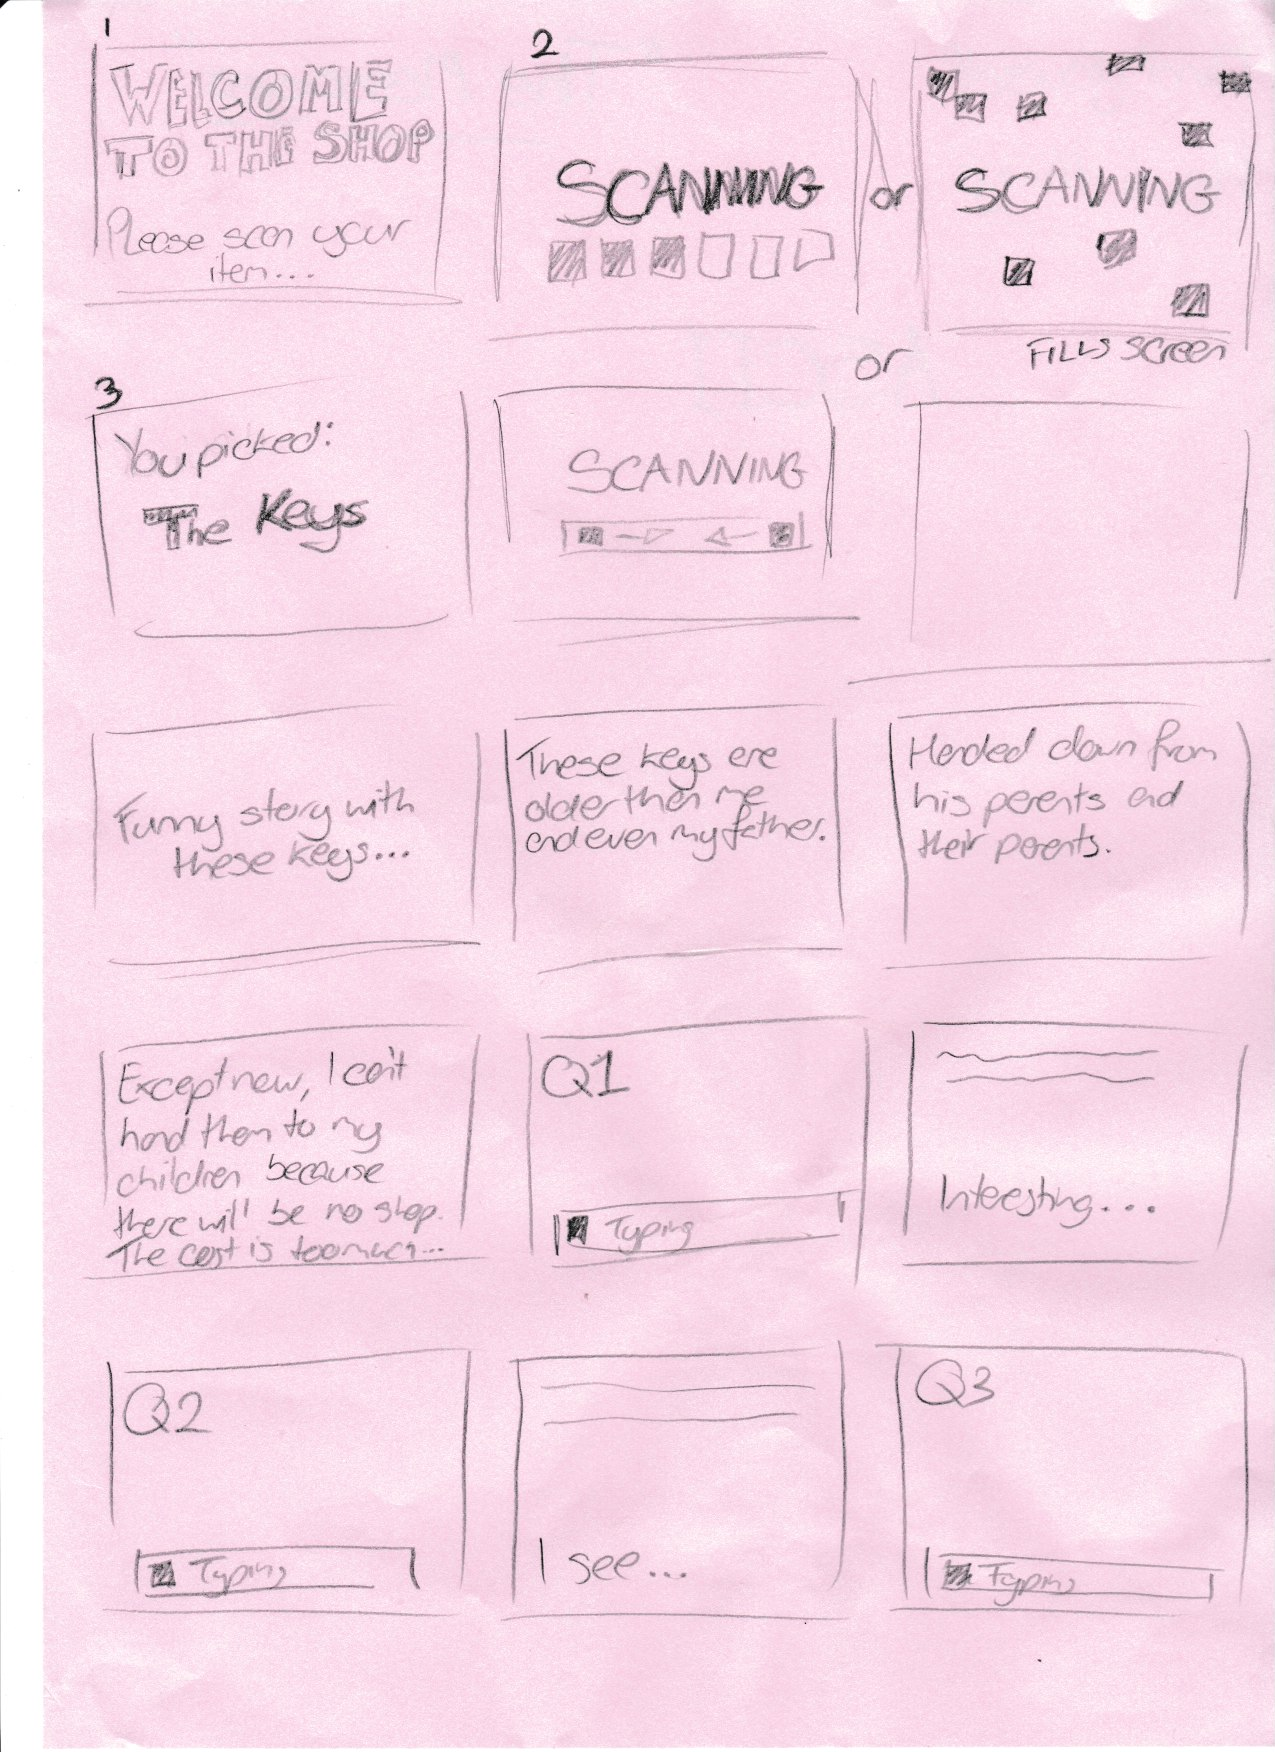 1
WELCOME
TO THE SHOP
Please scan your
item...
2
SCANNING
or
SCANNING
FILLS screen
or
3
You picked:
The Keys
SCANNING
Funny story with
these keys...
These keys are
older then me
and even my father.
Handed down from
his parents and
their parents.
Except now, I can't
hand them to my
children because
there will be no shop.
The cost is too much...
Q1
Typing
Interesting...
Q2
Typing
I see...
Q3
Typing